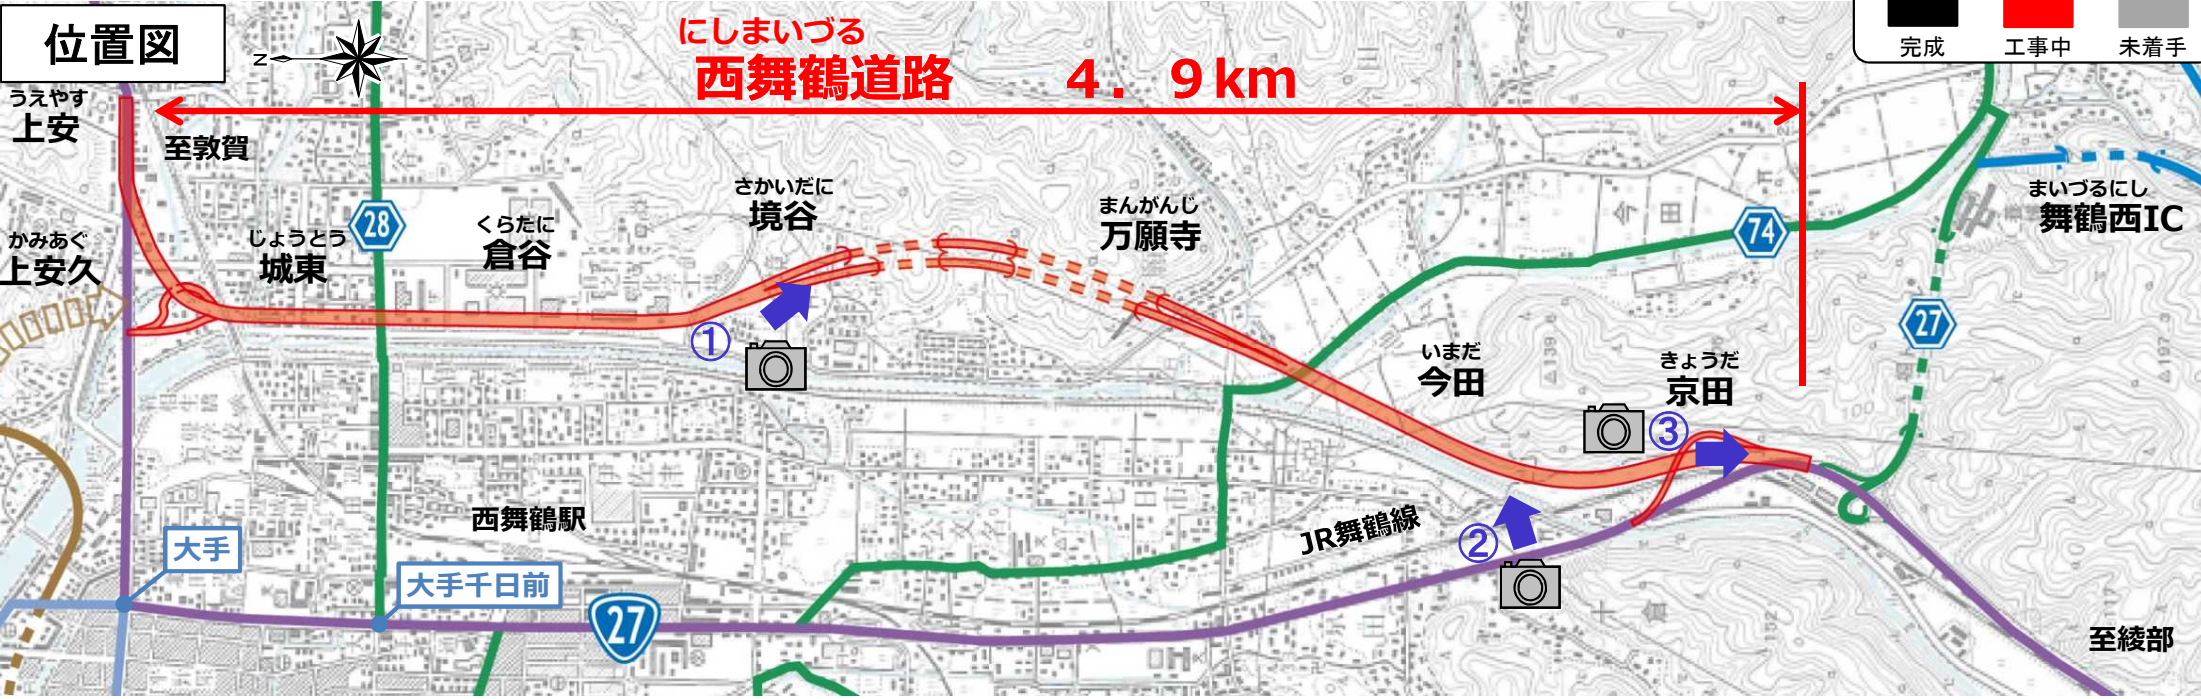 位置図
N
にしまいづる
西舞鶴道路 4．9km
完成
工事中
未着手
うえやす
上安
至敦賀
かみあぐ
上安久
じょうとう
城東
28
くらたに
倉谷
さかいだに
境谷
まんがんじ
万願寺
74
まいづるにし
舞鶴西IC
27
①
いまだ
今田
きょうだ
京田
③
②
西舞鶴駅
JR舞鶴線
大手
大手千日前
27
至綾部
今田
十倉